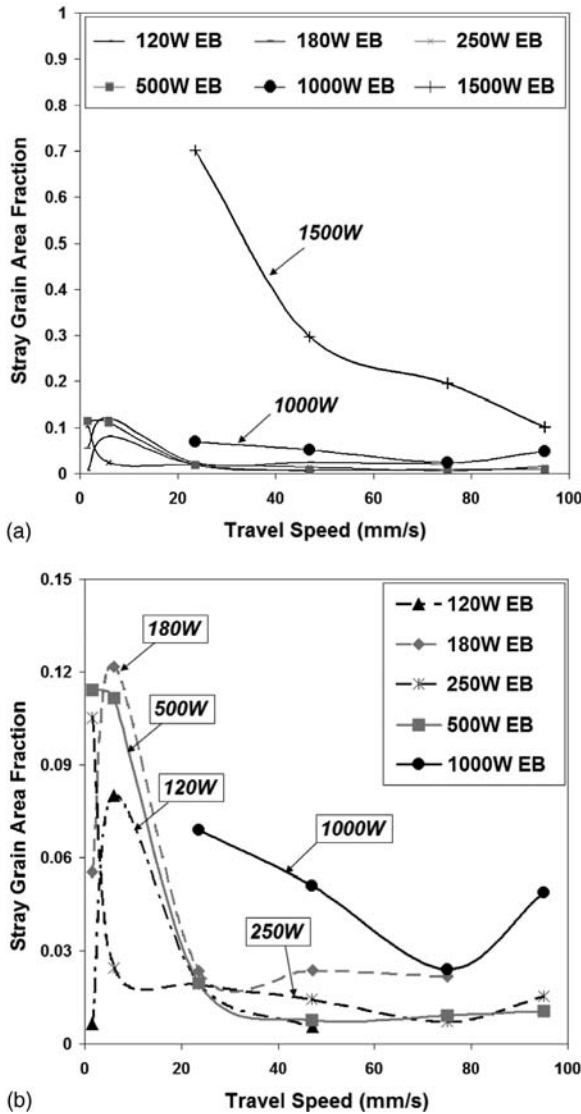 1
0.9
0.8
0.7
0.6
0.5
0.4
0.3
0.2
0.1
0
Stray Grain Area Fraction
120W EB 180W EB 250W EB
500W EB 1000W EB 1500W EB
1500W
1000W
0 20 40 60 80 100
Travel Speed (mm/s)
(a)
0.15
0.12
0.09
0.06
0.03
0
Stray Grain Area Fraction
180W
500W
120W
1000W
250W
120W EB
180W EB
250W EB
500W EB
1000W EB
0 20 40 60 80 100
Travel Speed (mm/s)
(b)